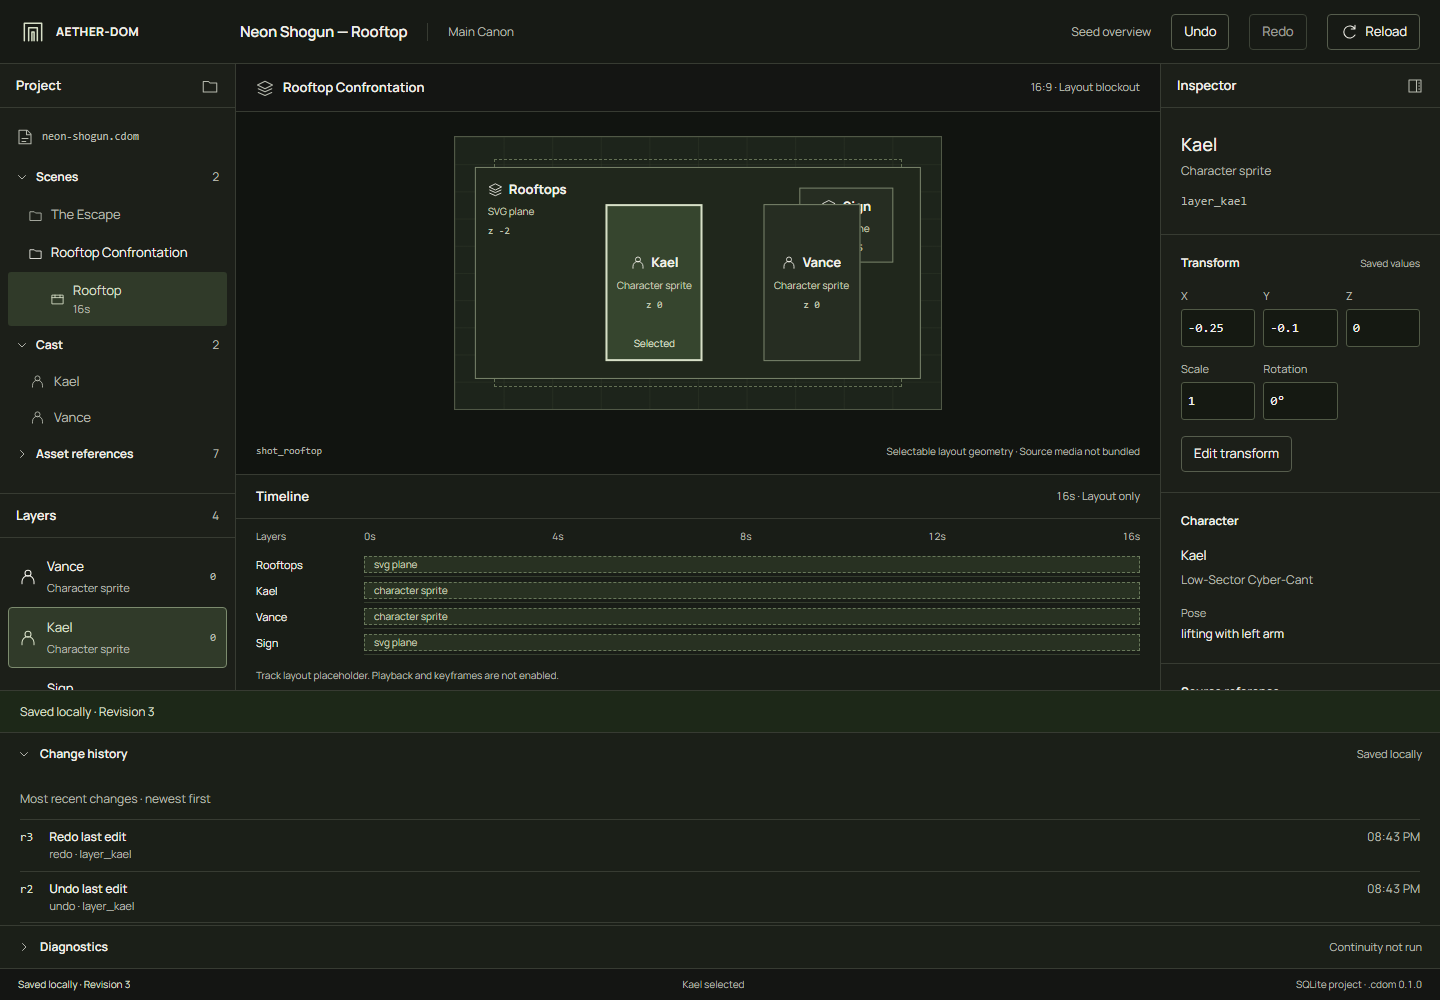 AETHER-DOM
Neon Shogun — Rooftop
Main Canon
Seed overview
Undo
Redo
Reload
Project
neon-shogun.cdom
Scenes 2
The Escape
Rooftop Confrontation
Rooftop
16s
Cast 2
Kael
Vance
Asset references 7
Layers 4
Vance
Character sprite
0
Kael
Character sprite
0
Sign
Rooftop Confrontation
16:9 · Layout blockout
Rooftops
SVG plane
z -2
Kael
Character sprite
z 0
Selected
Vance
Character sprite
z 0
shot_rooftop
Selectable layout geometry · Source media not bundled
Timeline
16s · Layout only
Layers 0s 4s 8s 12s 16s
Rooftops svg plane
Kael character sprite
Vance character sprite
Sign svg plane
Track layout placeholder. Playback and keyframes are not enabled.
Inspector
Kael
Character sprite
layer_kael
Transform Saved values
X Y Z
-0.25 -0.1 0
Scale Rotation
1 0°
Edit transform
Character
Kael
Low-Sector Cyber-Cant
Pose
lifting with left arm
Saved locally · Revision 3
Change history Saved locally
Most recent changes · newest first
r3 Redo last edit 08:43 PM
redo · layer_kael
r2 Undo last edit 08:43 PM
undo · layer_kael
Diagnostics Continuity not run
Saved locally · Revision 3
Kael selected
SQLite project · .cdom 0.1.0